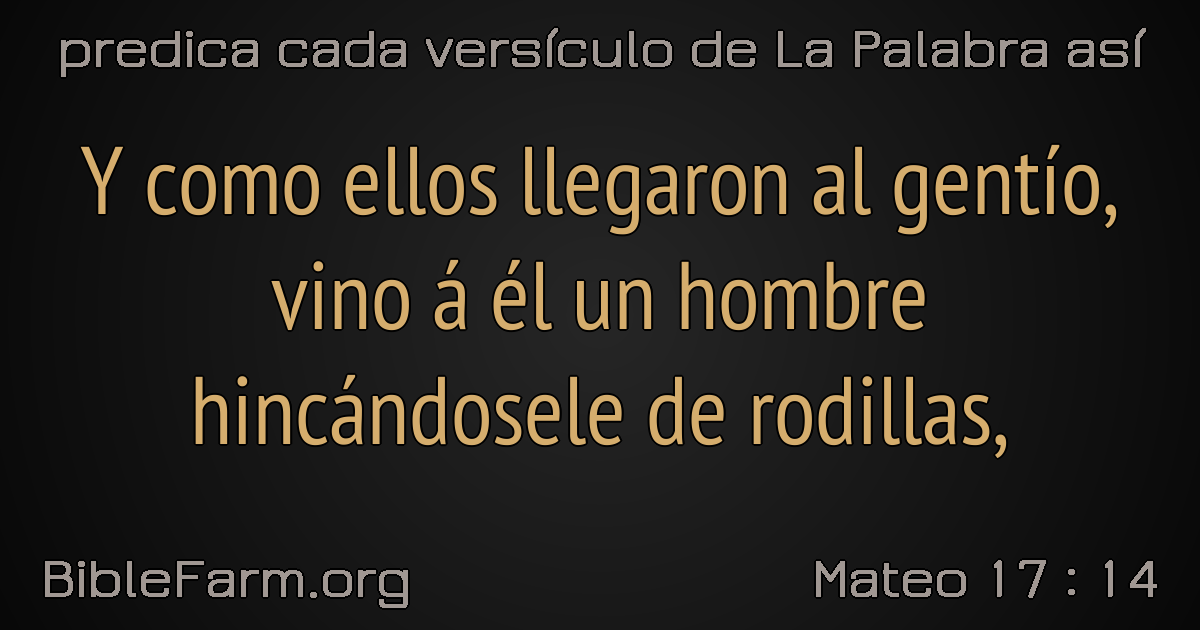 predica cada versículo de La Palabra así
Y como ellos llegaron al gentío,
vino á él un hombre
hincándosele de rodillas,
BibleFarm.org
Mateo 17 : 14